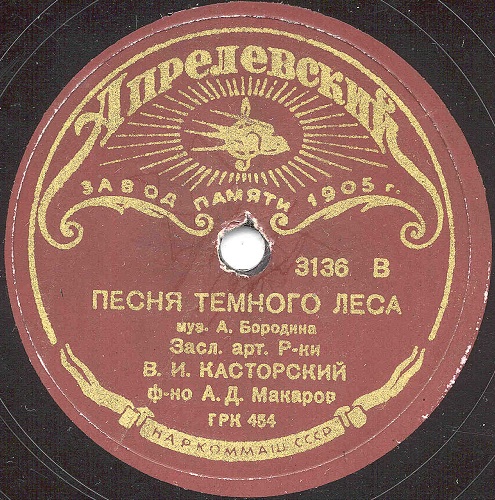 Апрелевский
ЗАВОД ПАМЯТИ 1905 г.
3136 В
ПЕСНЯ ТЕМНОГО ЛЕСА
муз. А. Бородина
Засл. арт. Р-ки
В. И. КАСТОРСКИЙ
ф-но А. Д. Макаров
ГРК 454
НАРКОММАШ СССР